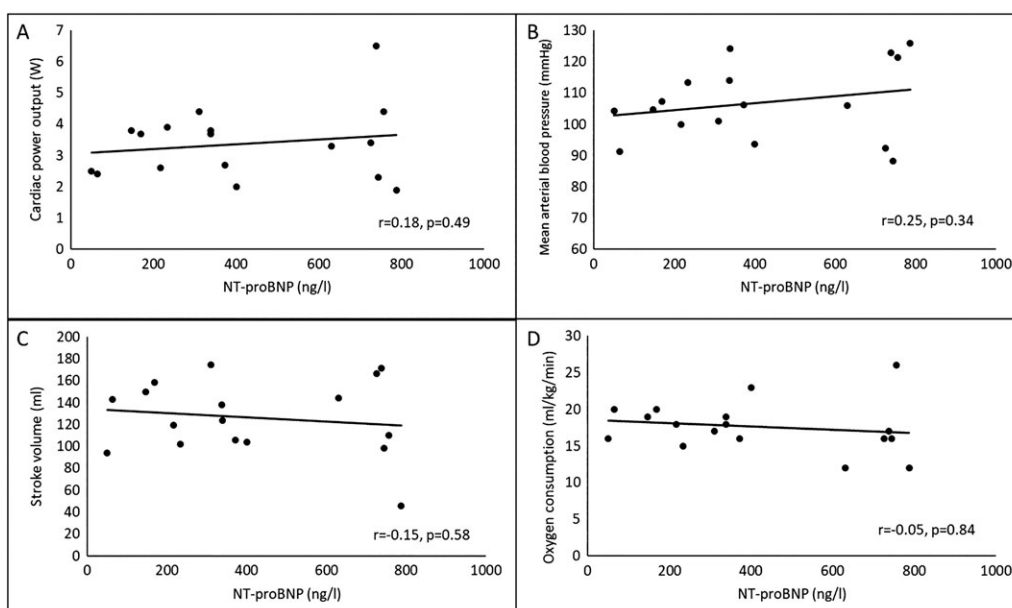 A
Cardiac power output (W)
7
6
5
4
3
2
1
0
0 200 400 600 800 1000
NT-proBNP (ng/l)
r=0.18, p=0.49
B
Mean arterial blood pressure (mmHg)
130
120
110
100
90
80
70
60
0 200 400 600 800 1000
NT-proBNP (ng/l)
r=0.25, p=0.34
C
Stroke volume (ml)
200
180
160
140
120
100
80
60
40
20
0
0 200 400 600 800 1000
NT-proBNP (ng/l)
r=-0.15, p=0.58
D
Oxygen consumption (ml/kg/min)
30
25
20
15
10
5
0
0 200 400 600 800 1000
NT-proBNP (ng/l)
r=-0.05, p=0.84